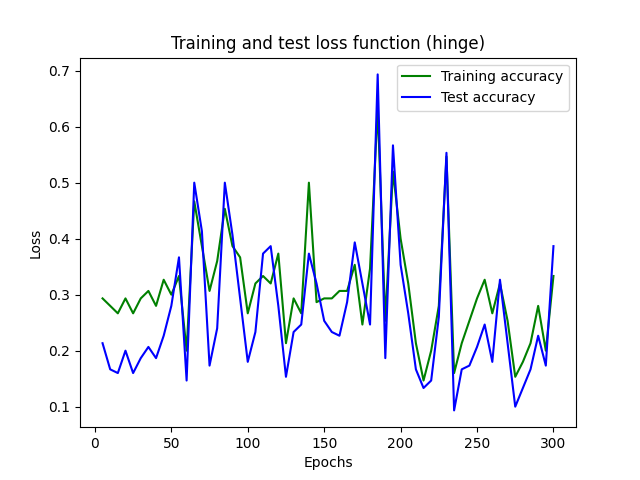 Training and test loss function (hinge)
Training accuracy
Test accuracy
Loss
0.7
0.6
0.5
0.4
0.3
0.2
0.1
0 50 100 150 200 250 300
Epochs